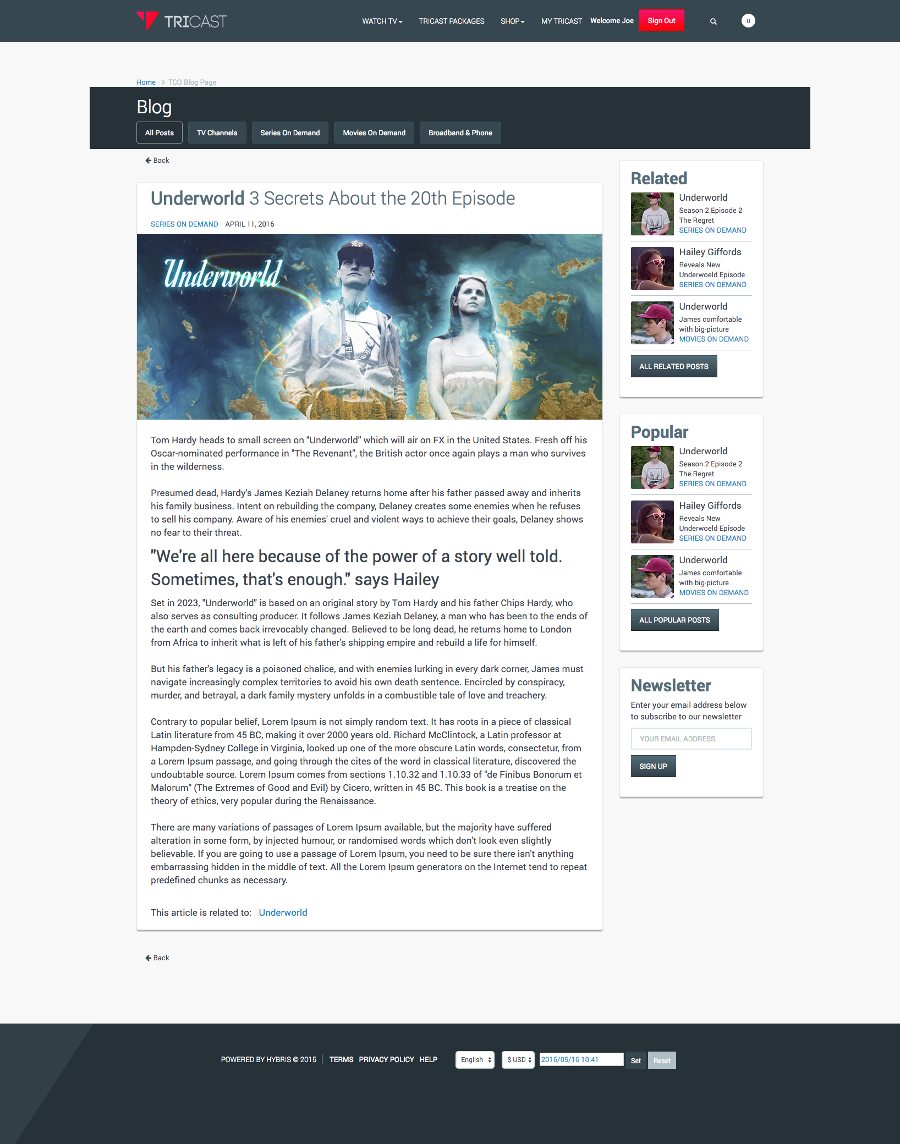 TRICAST
WATCH TV
TRICAST PACKAGES
SHOP
MY TRICAST
Welcome Joe
Sign Out
0
Home
TCO Blog Page
Blog
All Posts
TV Channels
Series On Demand
Movies On Demand
Broadband & Phone
Back
Underworld 3 Secrets About the 20th Episode
SERIES ON DEMAND APRIL 11, 2016
Underworld
Tom Hardy heads to small screen on "Underworld" which will air on FX in the United States. Fresh off his
Oscar-nominated performance in "The Revenant", the British actor once again plays a man who survives
in the wilderness.
Presumed dead, Hardy's James Keziah Delaney returns home after his father passed away and inherits
his family business. Intent on rebuilding the company, Delaney creates some enemies when he refuses
to sell his company. Aware of his enemies' cruel and violent ways to achieve their goals, Delaney shows
no fear to their threat.
"We're all here because of the power of a story well told.
Sometimes, that's enough." says Hailey
Set in 2023, "Underworld" is based on an original story by Tom Hardy and his father Chips Hardy, who
also serves as consulting producer. It follows James Keziah Delaney, a man who has been to the ends of
the earth and comes back irrevocably changed. Believed to be long dead, he returns home to London
from Africa to inherit what is left of his father's shipping empire and rebuild a life for himself.
But his father's legacy is a poisoned chalice, and with enemies lurking in every dark corner, James must
navigate increasingly complex territories to avoid his own death sentence. Encircled by conspiracy,
murder, and betrayal, a dark family mystery unfolds in a combustible tale of love and treachery.
Contrary to popular belief, Lorem Ipsum is not simply random text. It has roots in a piece of classical
Latin literature from 45 BC, making it over 2000 years old. Richard McClintock, a Latin professor at
Hampden-Sydney College in Virginia, looked up one of the more obscure Latin words, consectetur, from
a Lorem Ipsum passage, and going through the cites of the word in classical literature, discovered the
undoubtable source. Lorem Ipsum comes from sections 1.10.32 and 1.10.33 of "de Finibus Bonorum et
Malorum" (The Extremes of Good and Evil) by Cicero, written in 45 BC. This book is a treatise on the
theory of ethics, very popular during the Renaissance.
There are many variations of passages of Lorem Ipsum available, but the majority have suffered
alteration in some form, by injected humour, or randomised words which don't look even slightly
believable. If you are going to use a passage of Lorem Ipsum, you need to be sure there isn't anything
embarrassing hidden in the middle of text. All the Lorem Ipsum generators on the Internet tend to repeat
predefined chunks as necessary.
This article is related to: Underworld
Back
Related
Underworld
Season 2 Episode 2
The Regret
SERIES ON DEMAND
Hailey Giffords
Reveals New
Underwoeld Episode
SERIES ON DEMAND
Underworld
James comfortable
with big-picture
MOVIES ON DEMAND
ALL RELATED POSTS
Popular
Underworld
Season 2 Episode 2
The Regret
SERIES ON DEMAND
Hailey Giffords
Reveals New
Underwoeld Episode
SERIES ON DEMAND
Underworld
James comfortable
with big-picture
MOVIES ON DEMAND
ALL POPULAR POSTS
Newsletter
Enter your email address below
to subscribe to our newsletter
YOUR EMAIL ADDRESS
SIGN UP
POWERED BY HYBRIS © 2015
TERMS
PRIVACY POLICY
HELP
English
$ USD
2016/05/16 10:41
Set
Reset